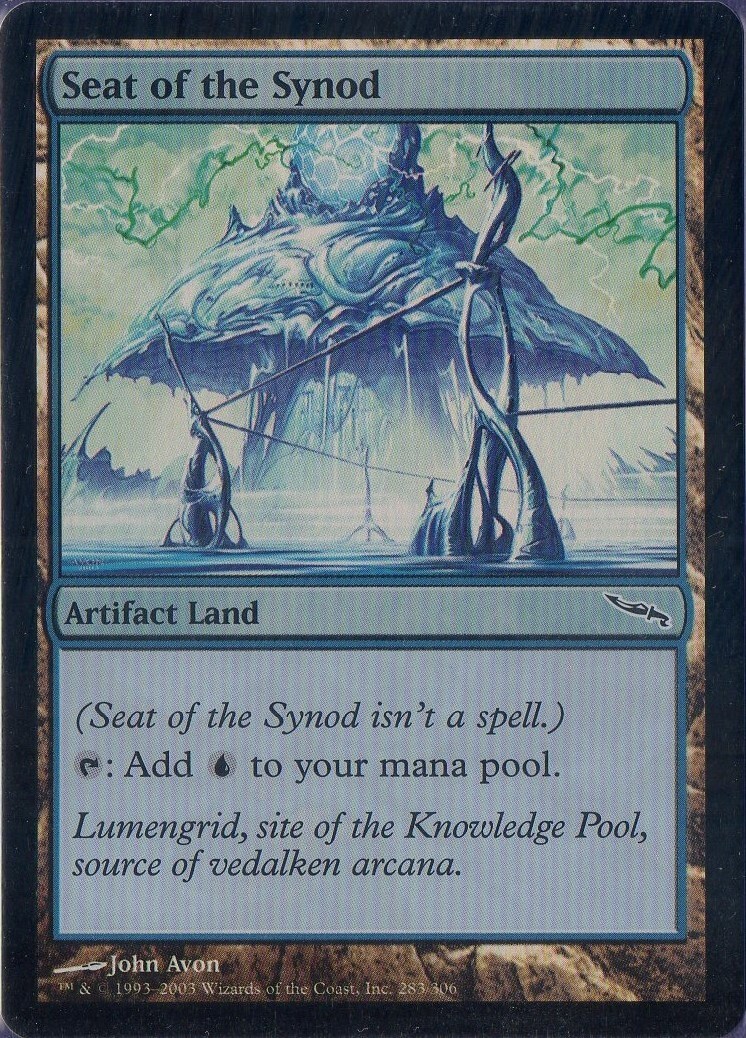 Seat of the Synod
Artifact Land
(Seat of the Synod isn't a spell.)
: Add to your mana pool.
Lumengrid, site of the Knowledge Pool,
source of vedalken arcana.
John Avon
™ & © 1993–2003 Wizards of the Coast, Inc. 283/306